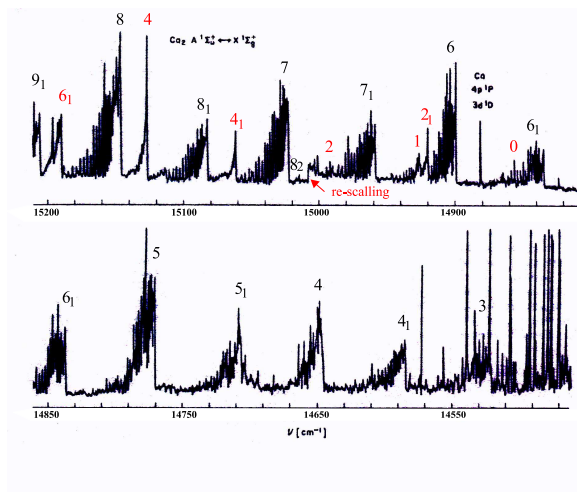 8 4
Ca₂ A ¹Σᵤ⁺ ↔ X ¹Σg⁺
6
7
Ca
4p ¹P
3d ¹D
9₁ 6₁ 8₁ 4₁ 7₁ 2₁
8₂ 2 1 0 6₁
re-scalling
15200 15100 15000 14900
5
6₁ 5₁ 4 4₁ 3
14850 14750 14650 14550
ν [cm⁻¹]